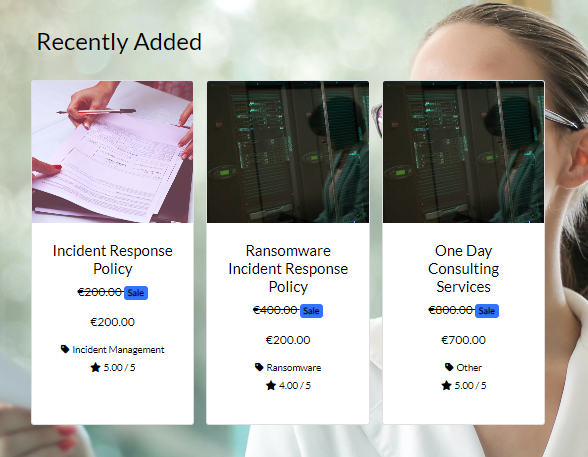 Recently Added
Incident Response
Policy
€200.00 Sale
€200.00
Incident Management
5.00 / 5
Ransomware
Incident Response
Policy
€400.00 Sale
€200.00
Ransomware
4.00 / 5
One Day
Consulting
Services
€800.00 Sale
€700.00
Other
5.00 / 5